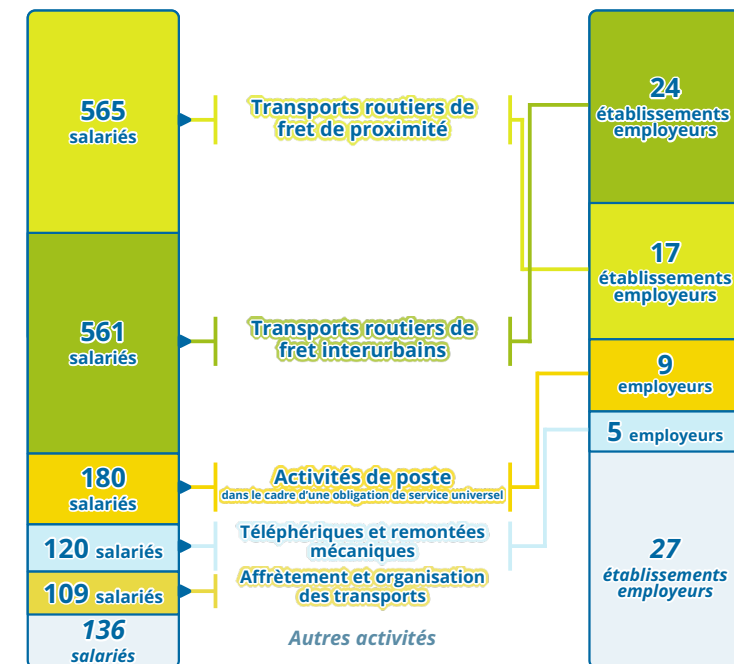 565
salariés
561
salariés
180
salariés
120 salariés
109 salariés
136
salariés
Transports routiers de
fret de proximité
Transports routiers de
fret interurbains
Activités de poste
dans le cadre d'une obligation de service universel
Téléphériques et remontées
mécaniques
Affrètement et organisation
des transports
Autres activités
24
établissements
employeurs
17
établissements
employeurs
9
employeurs
5 employeurs
27
établissements
employeurs